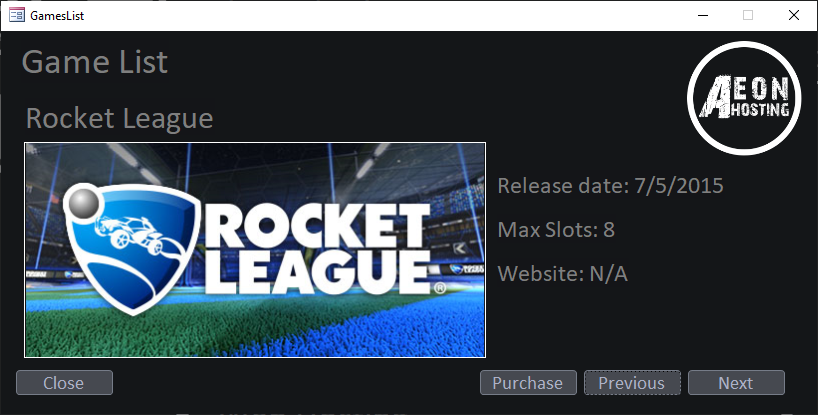 GamesList
Game List
AEON
HOSTING
Rocket League
ROCKET
LEAGUE®
Release date: 7/5/2015
Max Slots: 8
Website: N/A
Close
Purchase
Previous
Next